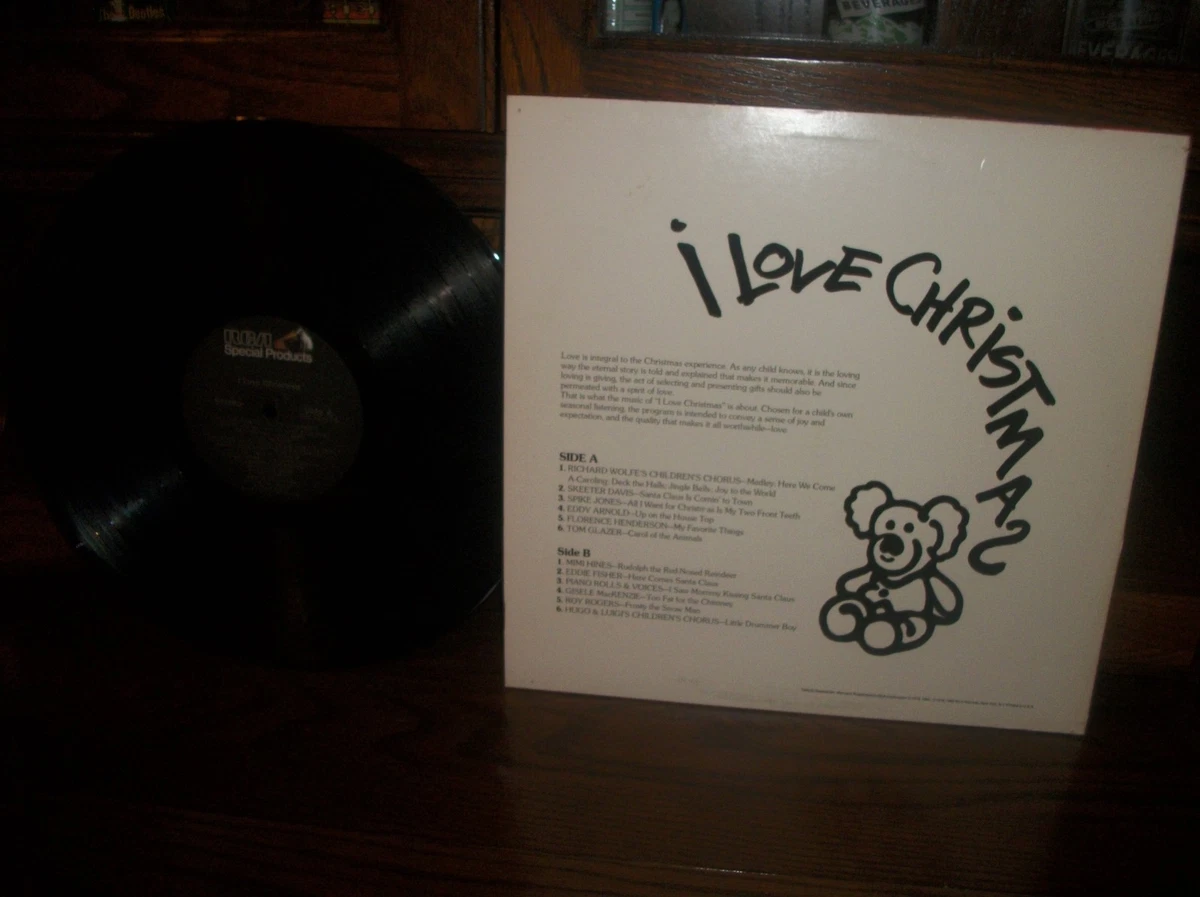 The Beatles
BEVERAGE
BEVERAGE
RCA
Special Products
I Love Christmas
i LOVE CHRiSTMAS
Love is integral to the Christmas experience. As any child knows, it is the loving
way the eternal story is told and explained that makes it memorable. And since
loving is giving, the act of selecting and presenting gifts should also be
permeated with a spirit of love.
That is what the music of "I Love Christmas" is about. Chosen for a child's own
seasonal listening, the program is intended to convey a sense of joy and
expectation, and the quality that makes it all worthwhile—love
SIDE A
1. RICHARD WOLFE'S CHILDREN'S CHORUS—Medley: Here We Come
A-Caroling; Deck the Halls; Jingle Bells; Joy to the World
2. SKEETER DAVIS—Santa Claus Is Comin' to Town
3. SPIKE JONES—All I Want for Christmas Is My Two Front Teeth
4. EDDY ARNOLD—Up on the House Top
5. FLORENCE HENDERSON—My Favorite Things
6. TOM GLAZER—Carol of the Animals
Side B
1. MIMI HINES—Rudolph the Red-Nosed Reindeer
2. EDDIE FISHER—Here Comes Santa Claus
3. PIANO ROLLS & VOICES—I Saw Mommy Kissing Santa Claus
4. GISELE MacKENZIE—Too Fat for the Chimney
5. ROY ROGERS—Frosty the Snow Man
6. HUGO & LUIGI'S CHILDREN'S CHORUS—Little Drummer Boy